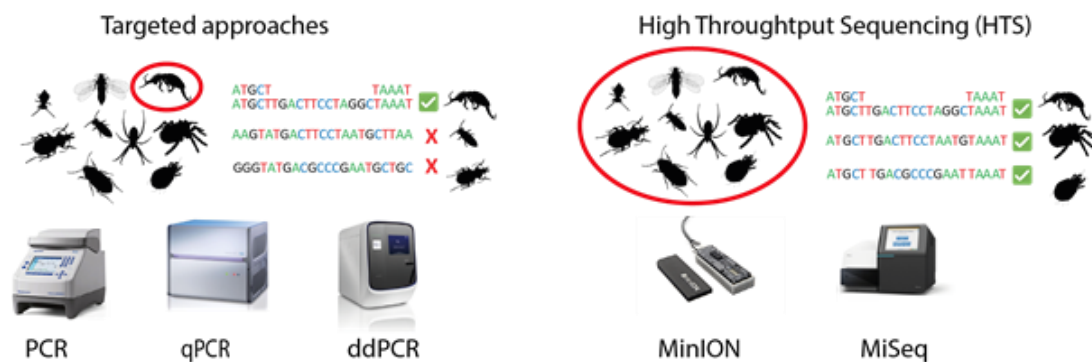 Targeted approaches
ATGCT TAAAT
ATGCTTGACTTCCTAGGCTAAAT
AAGTATGACTTCCTAATGCTTAA X
GGGTATGACGCCCGAATGCTGC X
PCR qPCR ddPCR
High Throughtput Sequencing (HTS)
ATGCT TAAAT
ATGCTTGACTTCCTAGGCTAAAT
ATGCTTGACTTCCTAATGTAAAT
ATGCT TGACGCCCGAATTAAAT
MinION
MinION MiSeq